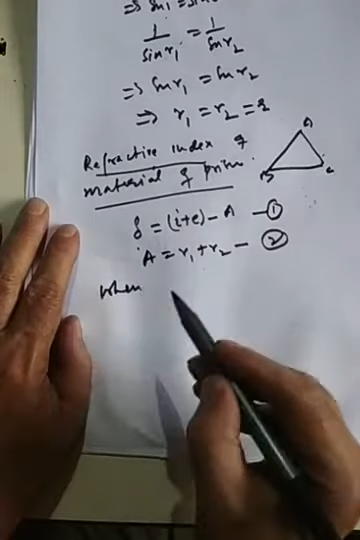 1/sin r₁ = 1/sin r₂
⇒ sin r₁ = sin r₂
⇒ r₁ = r₂ = r
Refractive index of
material of prism.
A
B C
δ = (i+e) - A - ①
A = r₁ + r₂ - ②
when